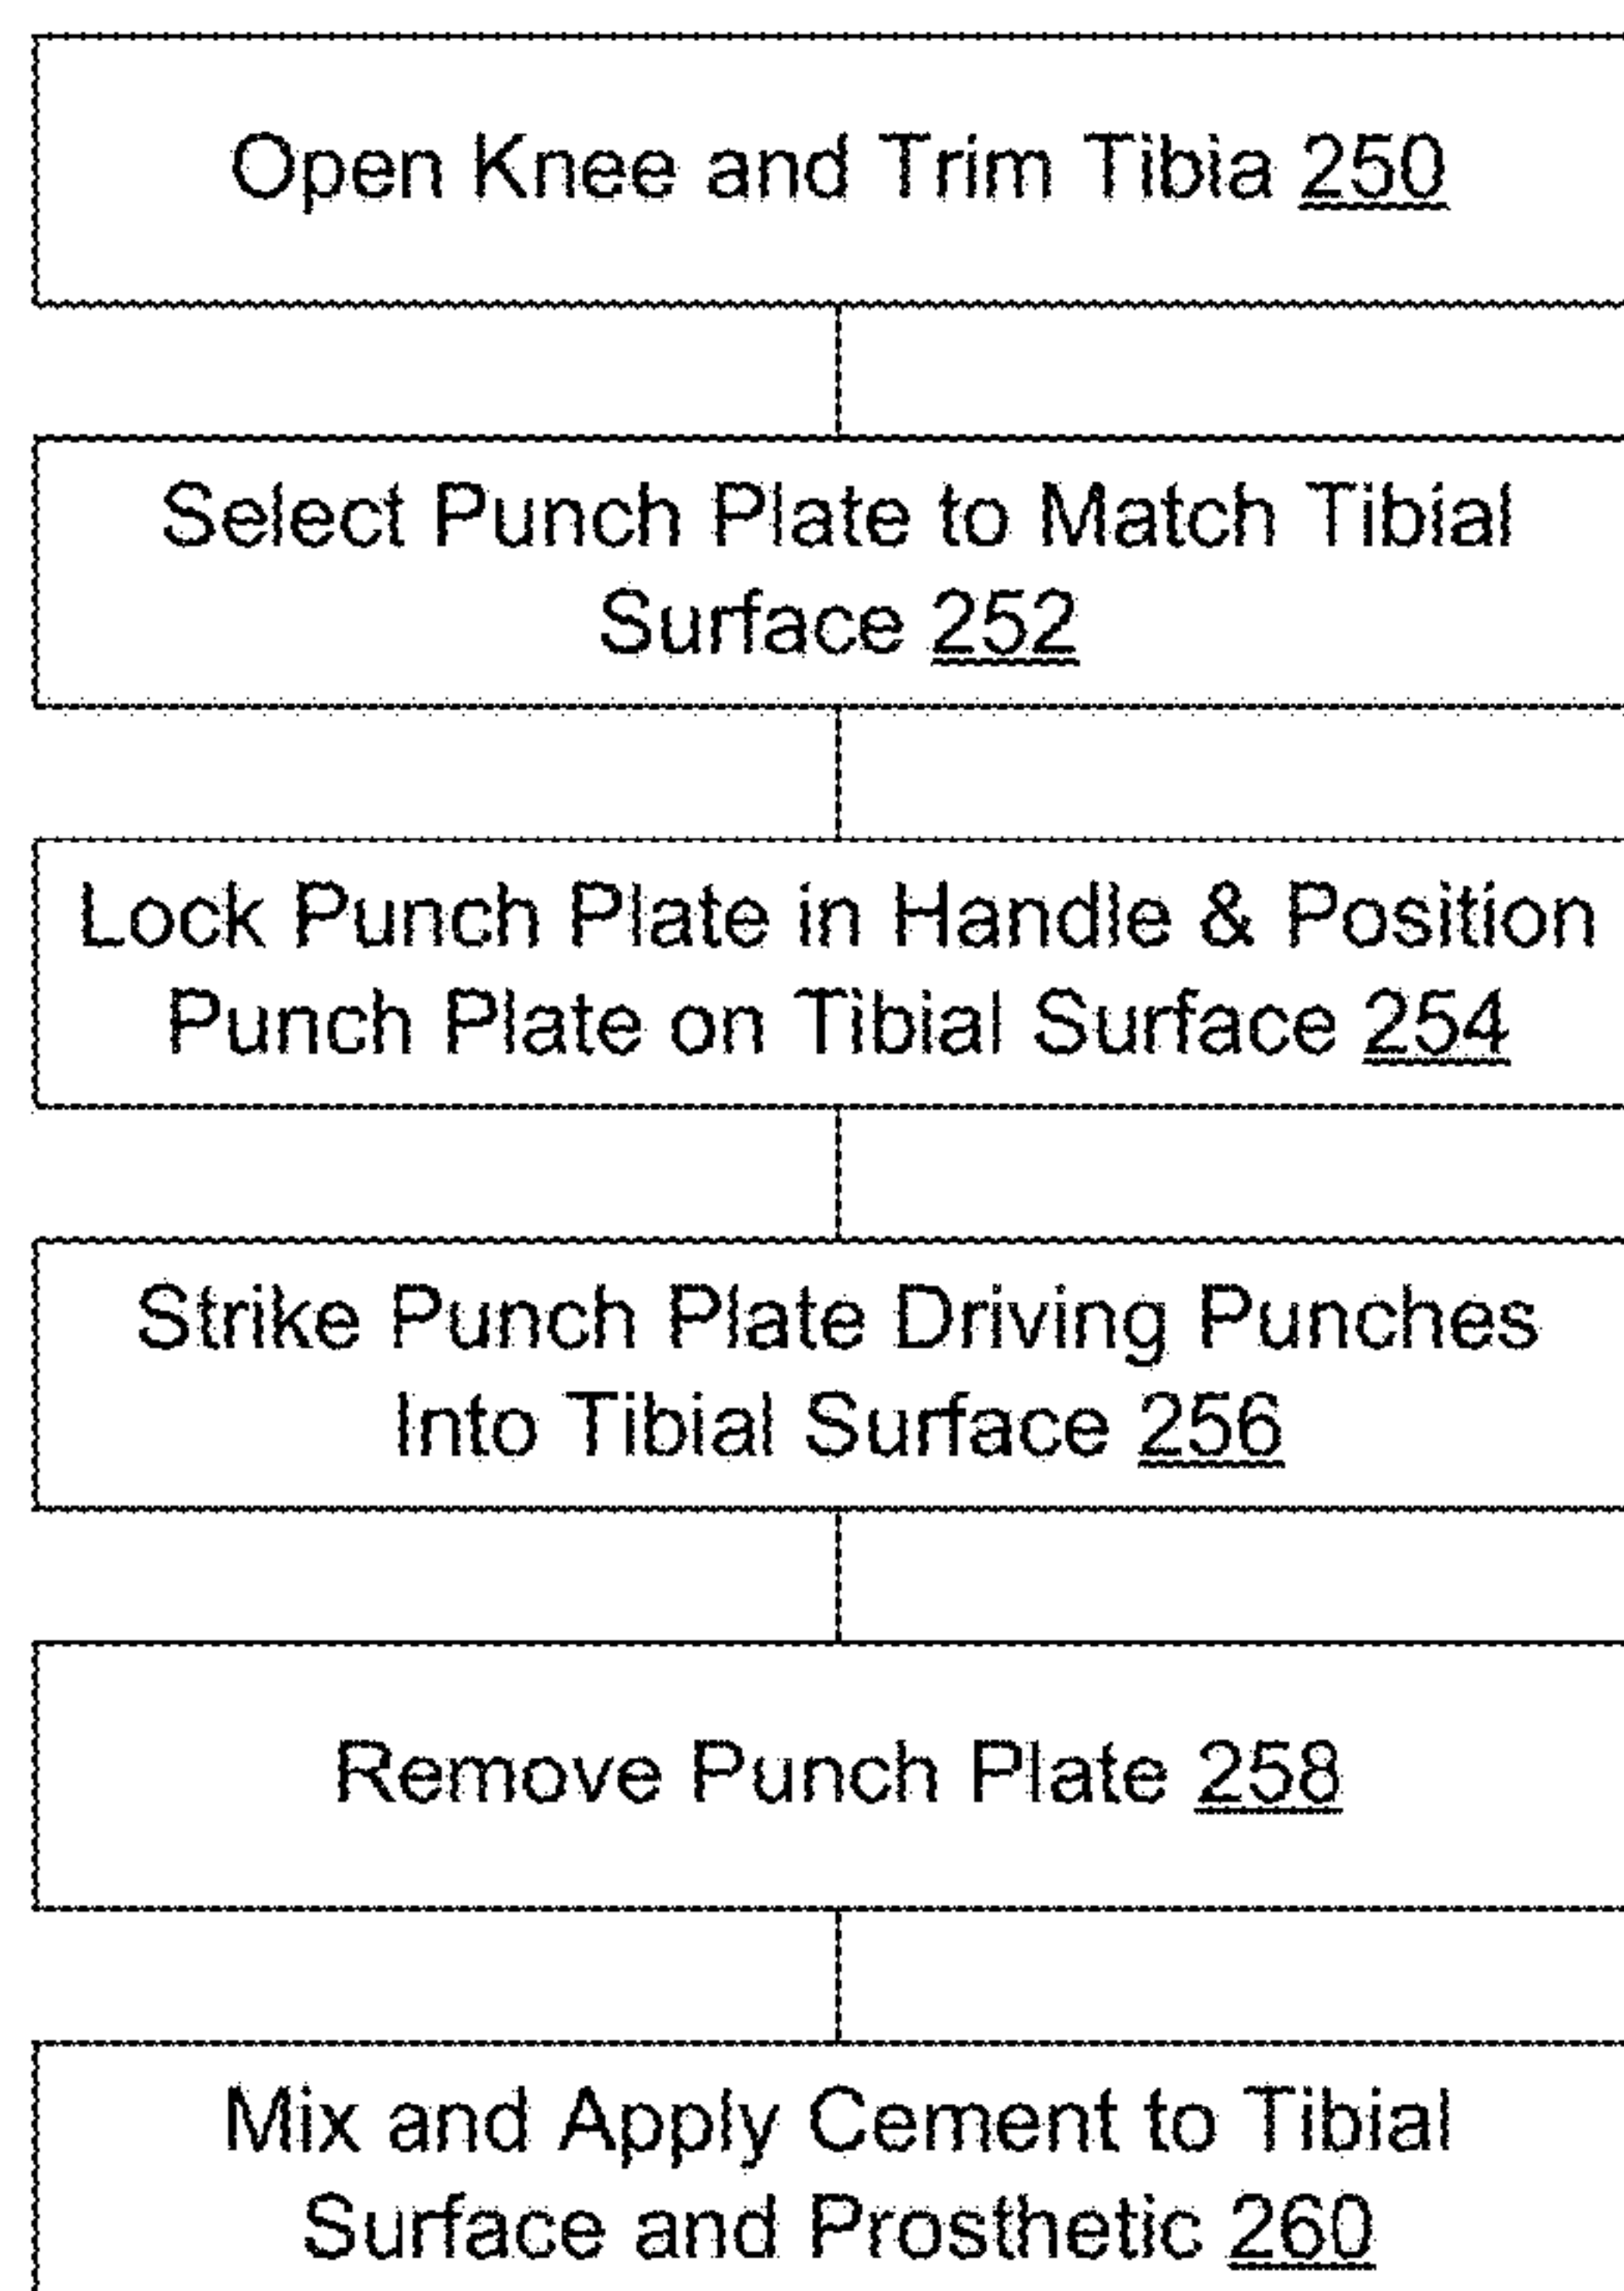 Open Knee and Trim Tibia 250
Select Punch Plate to Match Tibial
Surface 252
Lock Punch Plate in Handle & Position
Punch Plate on Tibial Surface 254
Strike Punch Plate Driving Punches
Into Tibial Surface 256
Remove Punch Plate 258
Mix and Apply Cement to Tibial
Surface and Prosthetic 260